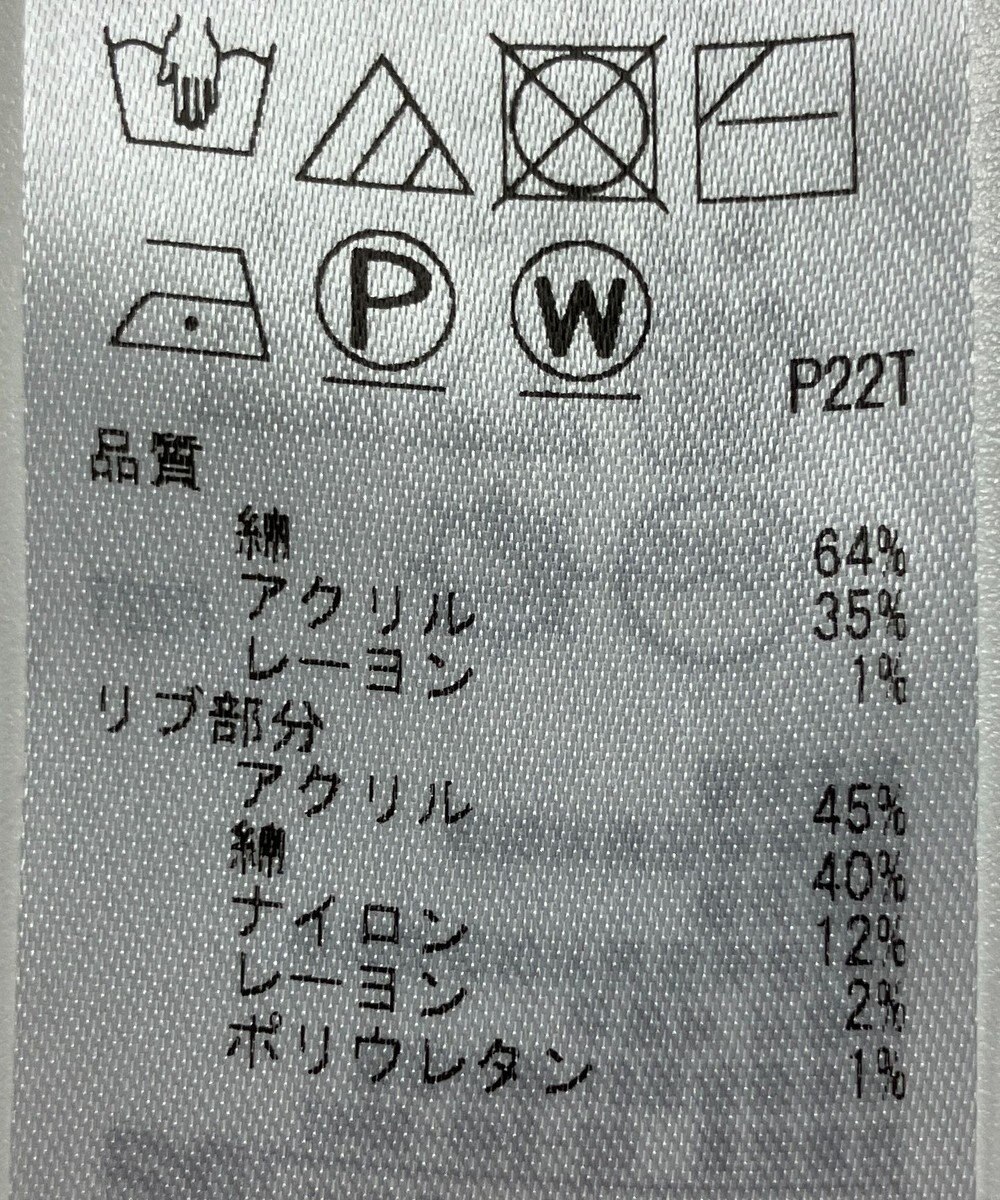 P W
P22T
品質
綿 64%
アクリル 35%
レーヨン 1%
リブ部分
アクリル 45%
綿 40%
ナイロン 12%
レーヨン 2%
ポリウレタン 1%